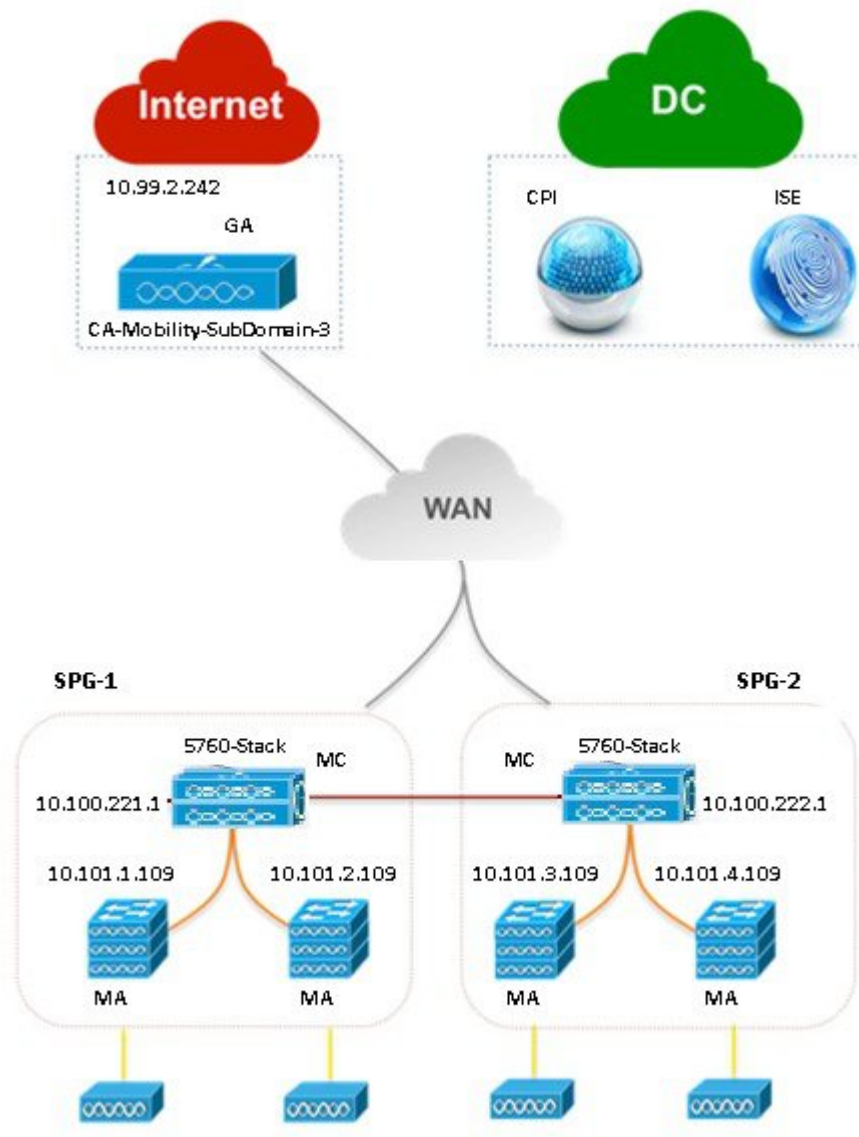 Internet
DC
10.99.2.242
GA
CA-Mobility-SubDomain-3
CPI
ISE
WAN
SPG-1
SPG-2
5760-Stack
MC
10.100.221.1
MC
5760-Stack
10.100.222.1
10.101.1.109
10.101.2.109
10.101.3.109
10.101.4.109
MA
MA
MA
MA